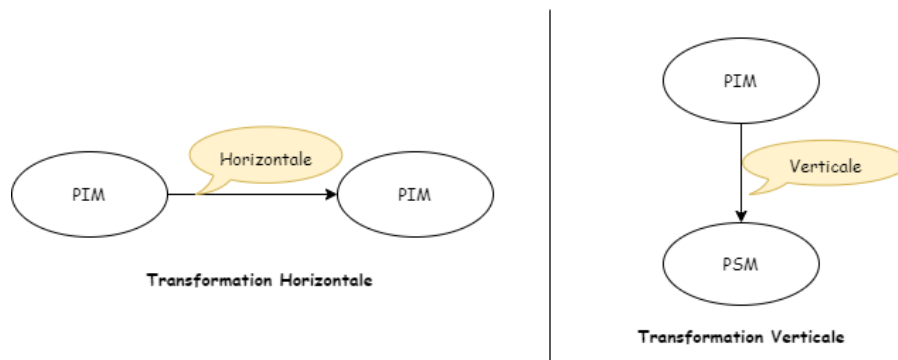 Horizontale
PIM
PIM
Transformation Horizontale
PIM
Verticale
PSM
Transformation Verticale